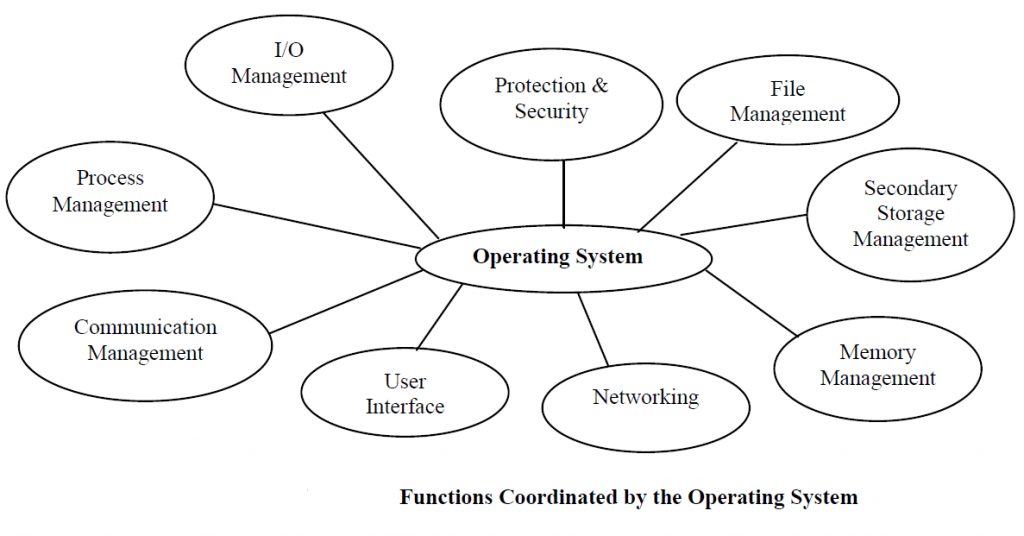 I/O
Management
Protection &
Security
File
Management
Process
Management
Secondary
Storage
Management
Operating System
Communication
Management
User
Interface
Networking
Memory
Management
Functions Coordinated by the Operating System